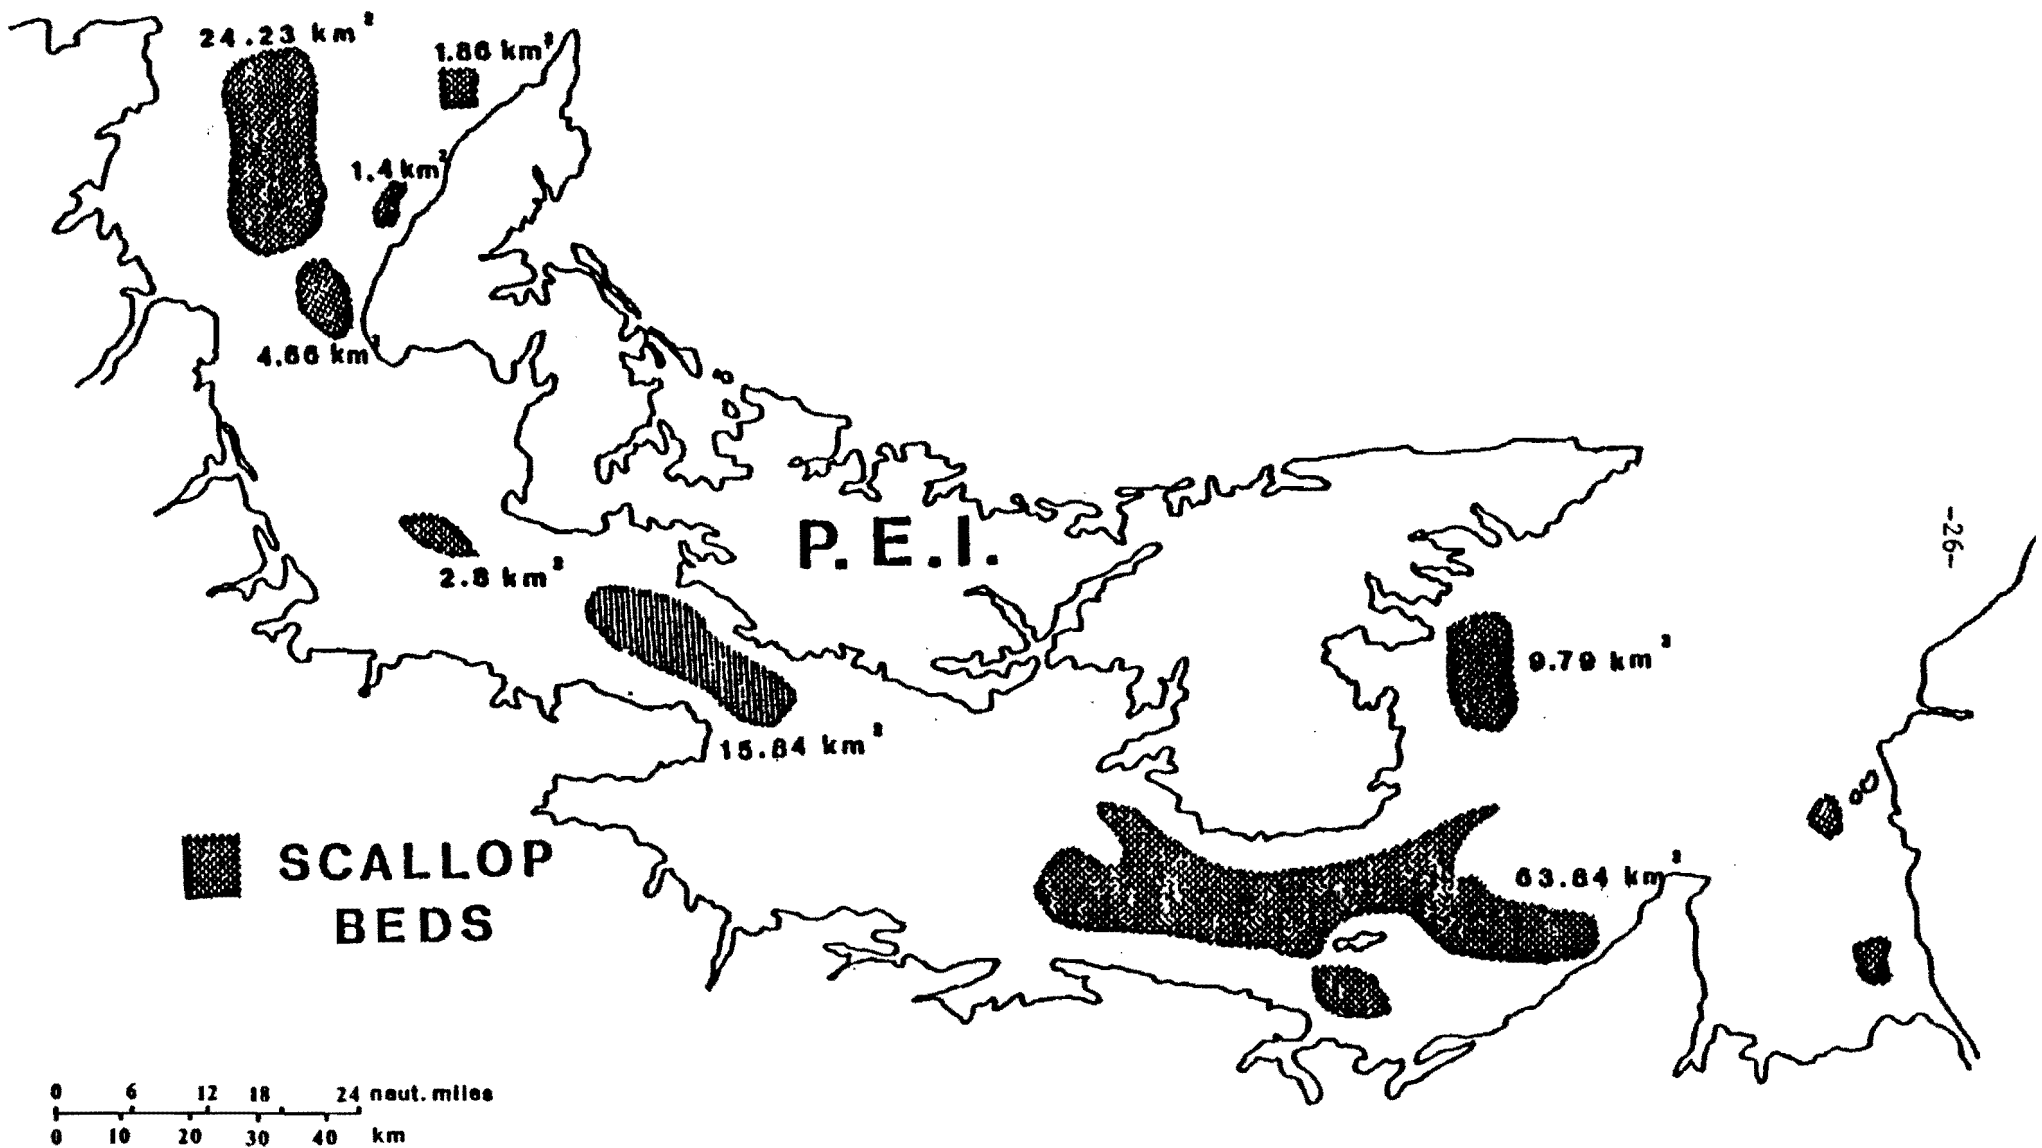 24.23 km²
1.86 km²
1.4 km²
4.66 km²
P.E.I.
-26-
2.8 km²
9.79 km²
15.84 km²
SCALLOP
BEDS
63.84 km²
0 6 12 18 24 naut. miles
0 10 20 30 40 km